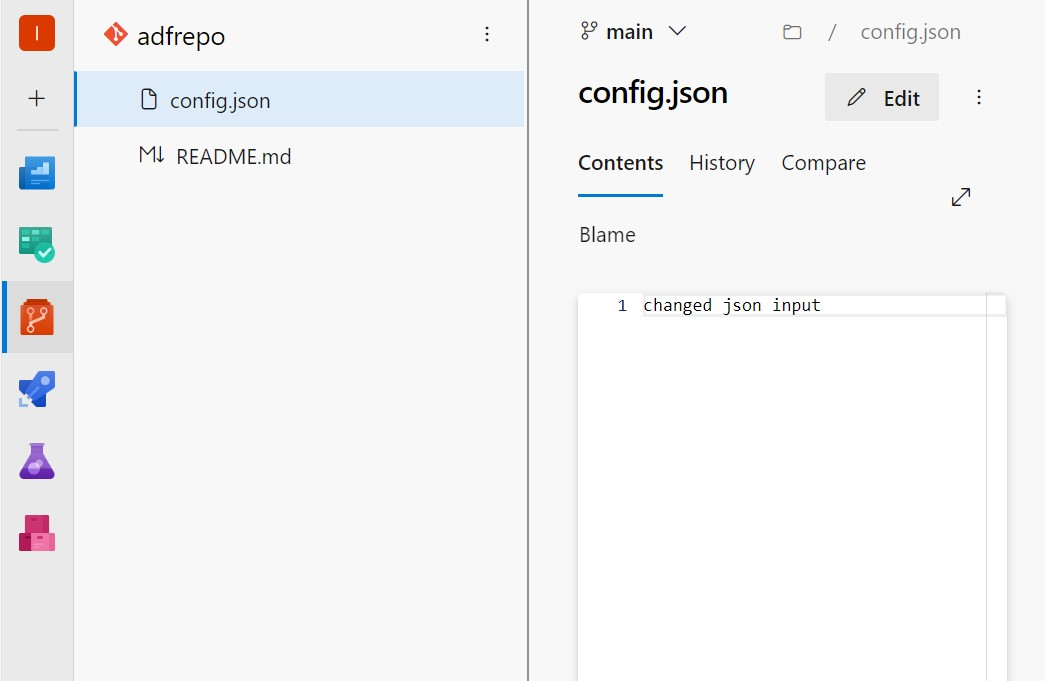 I
adfrepo
config.json
README.md
main
/ config.json
config.json
Edit
Contents History Compare
Blame
1 changed json input